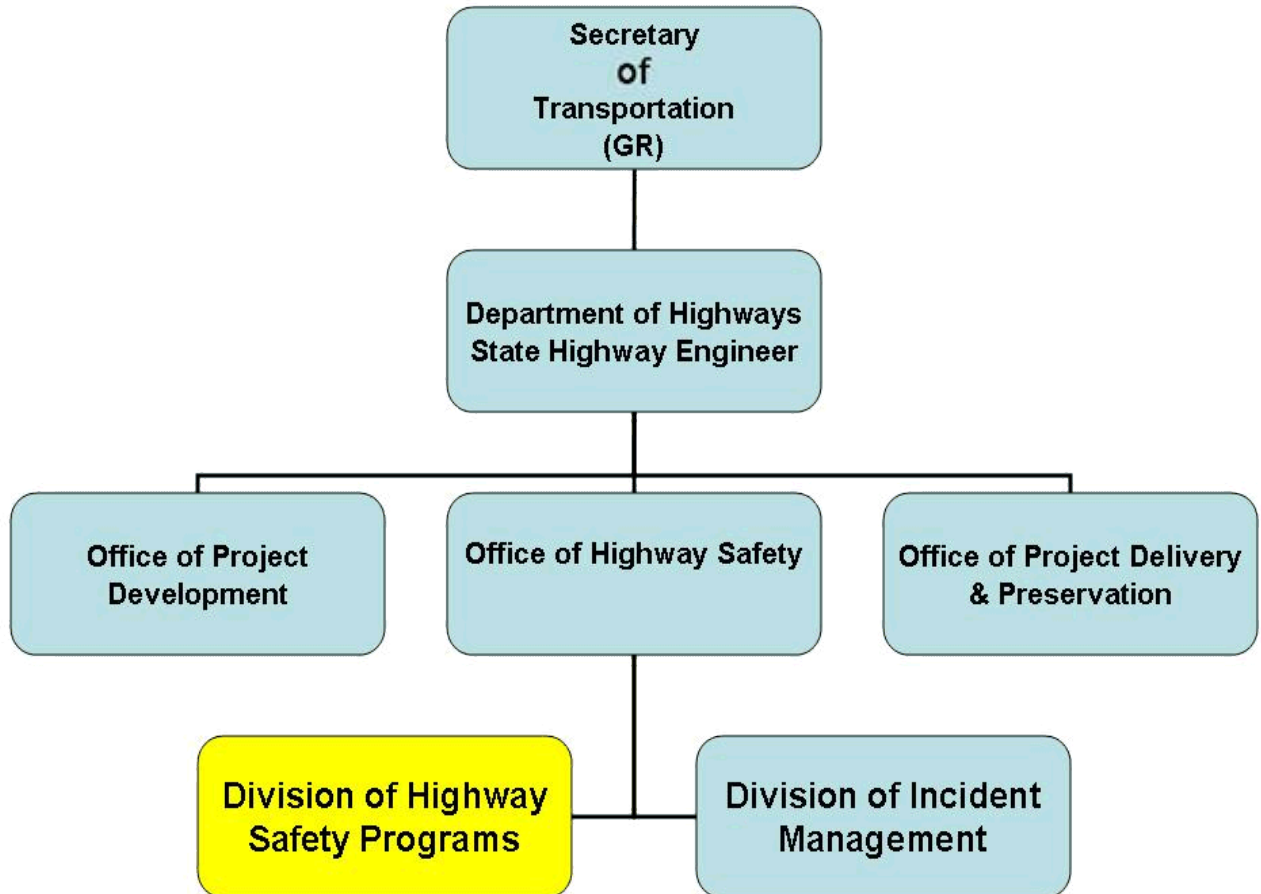 Secretary
of
Transportation
(GR)
Department of Highways
State Highway Engineer
Office of Project
Development
Office of Highway Safety
Office of Project Delivery
& Preservation
Division of Highway
Safety Programs
Division of Incident
Management